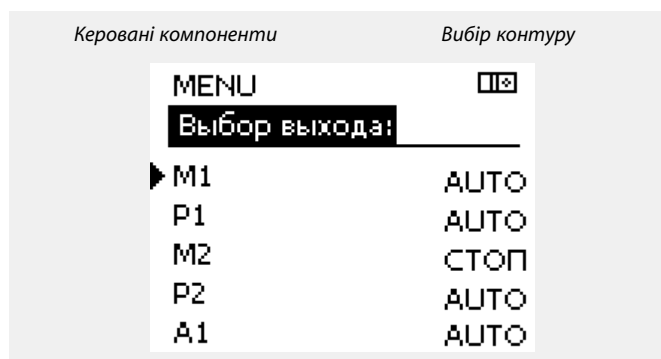 Керовані компоненти Вибір контуру
MENU
Выбор выхода:
M1 AUTO
P1 AUTO
M2 СТОП
P2 AUTO
A1 AUTO